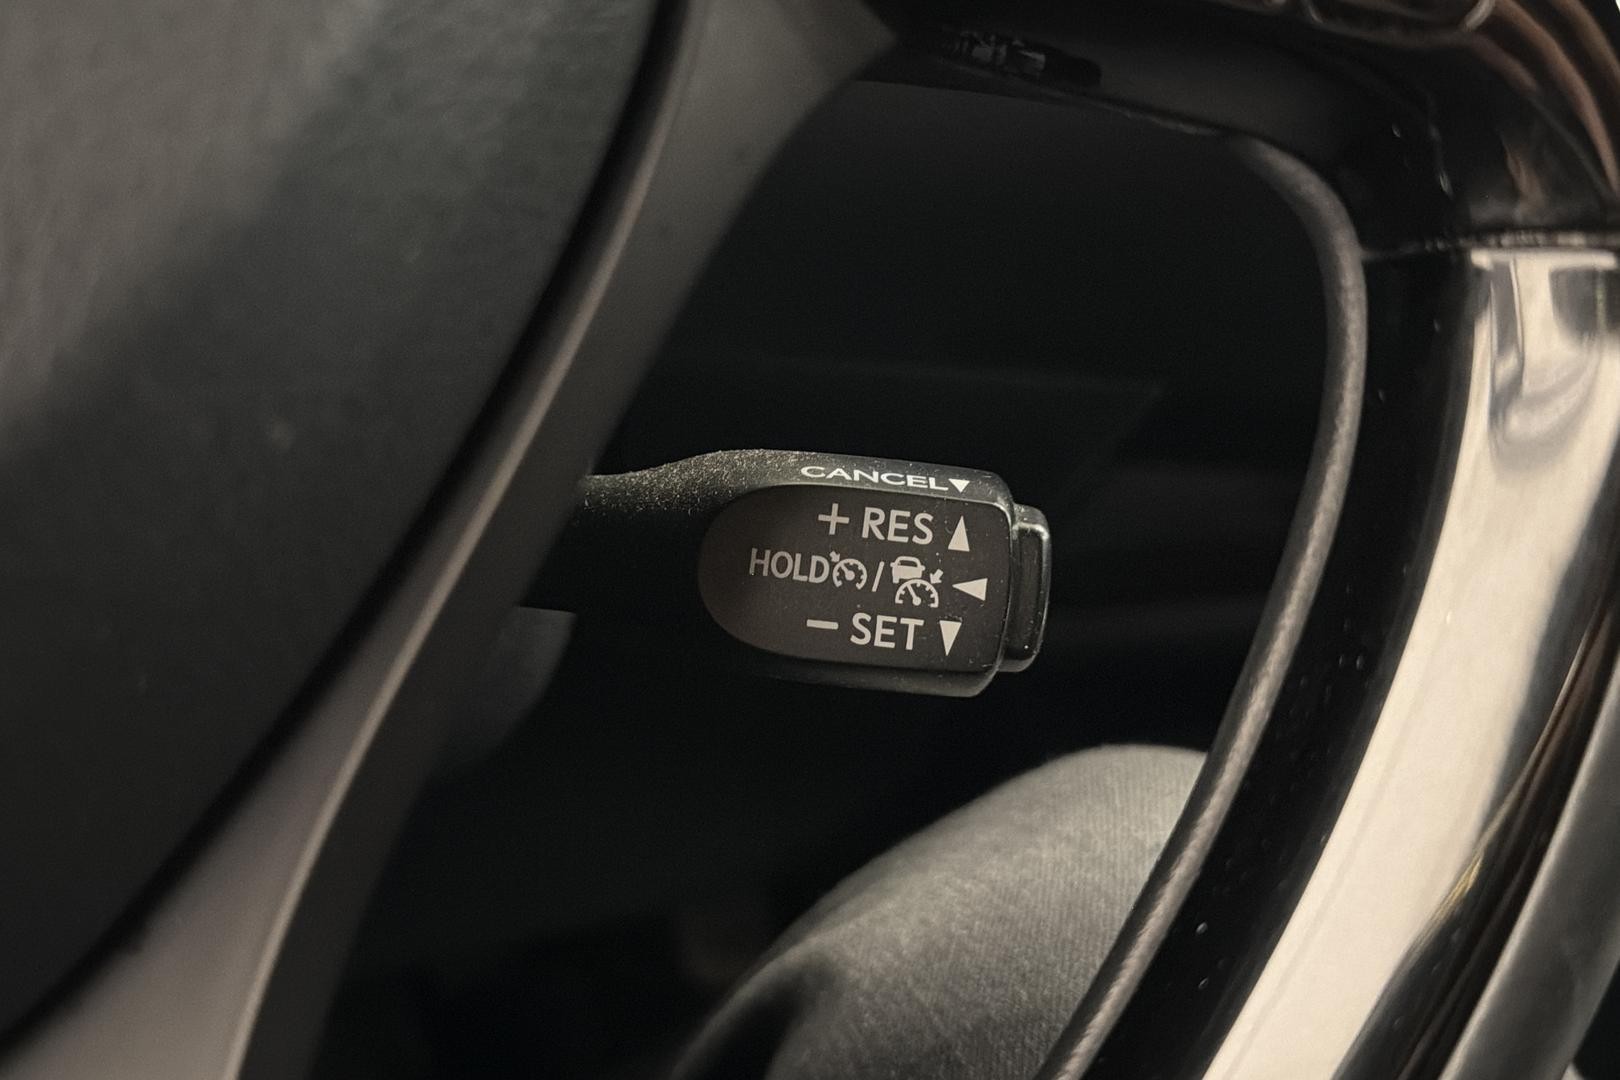 CANCEL▼
+ RES ▲
HOLD / ◀
− SET ▼